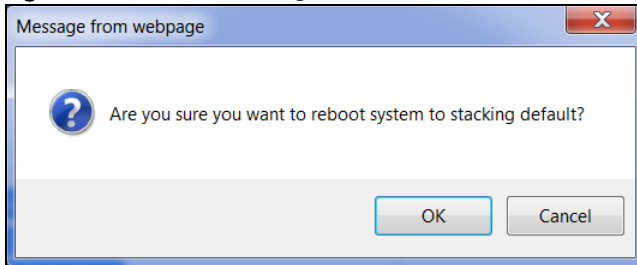 Message from webpage
Are you sure you want to reboot system to stacking default?
OK Cancel